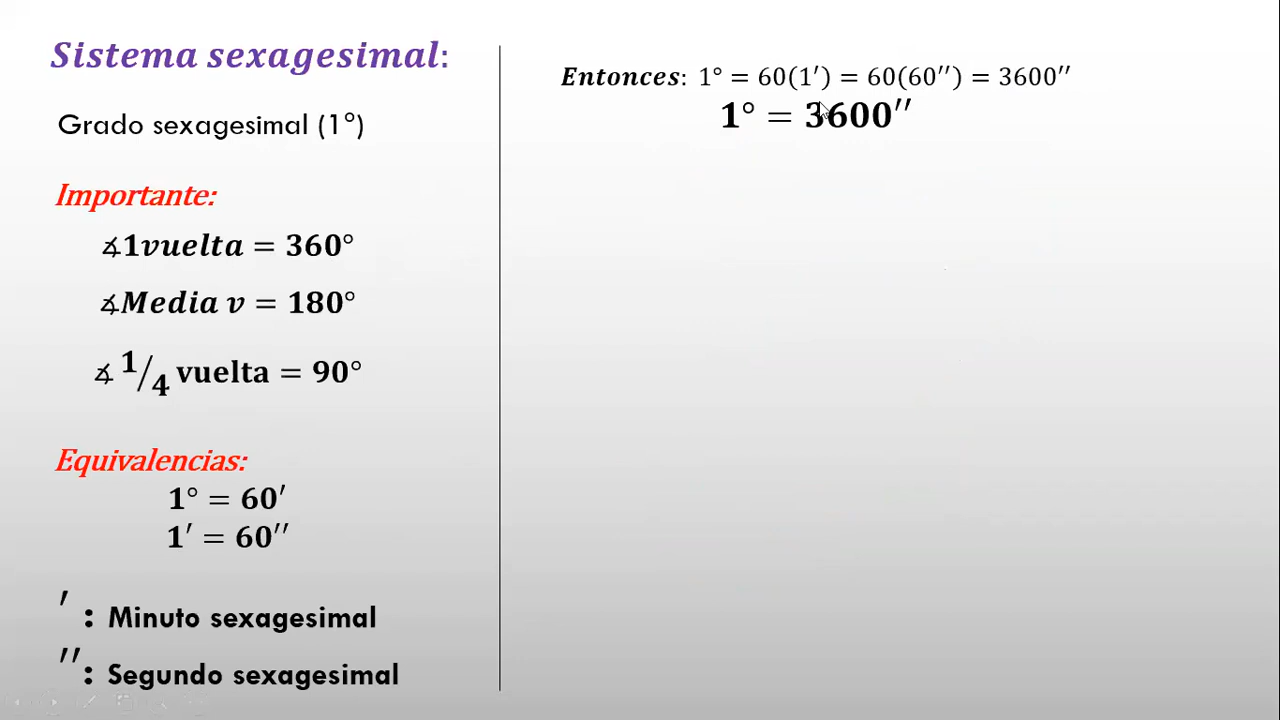 Sistema sexagesimal:
Grado sexagesimal (1°)
Importante:
∡1vuelta = 360°
∡Media v = 180°
∡ 1/4 vuelta = 90°
Equivalencias:
1° = 60′
1′ = 60′′
′ : Minuto sexagesimal
′′: Segundo sexagesimal
Entonces: 1° = 60(1′) = 60(60′′) = 3600′′
1° = 3600′′